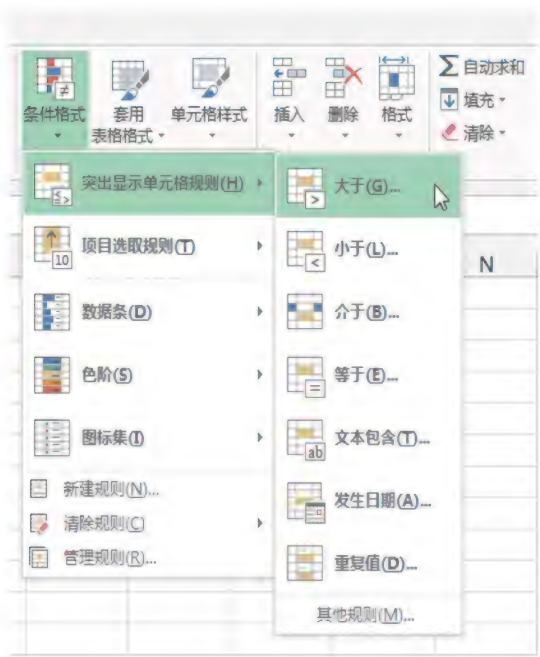 条件格式
套用
表格格式
单元格样式
插入
删除
格式
Σ 自动求和
填充
清除
突出显示单元格规则(H)
项目选取规则(T)
10
数据条(D)
色阶(S)
图标集(I)
新建规则(N)...
清除规则(C)
管理规则(R)...
大于(G)...
小于(L)...
介于(B)...
等于(E)...
文本包含(T)...
ab
发生日期(A)...
重复值(D)...
其他规则(M)...
N